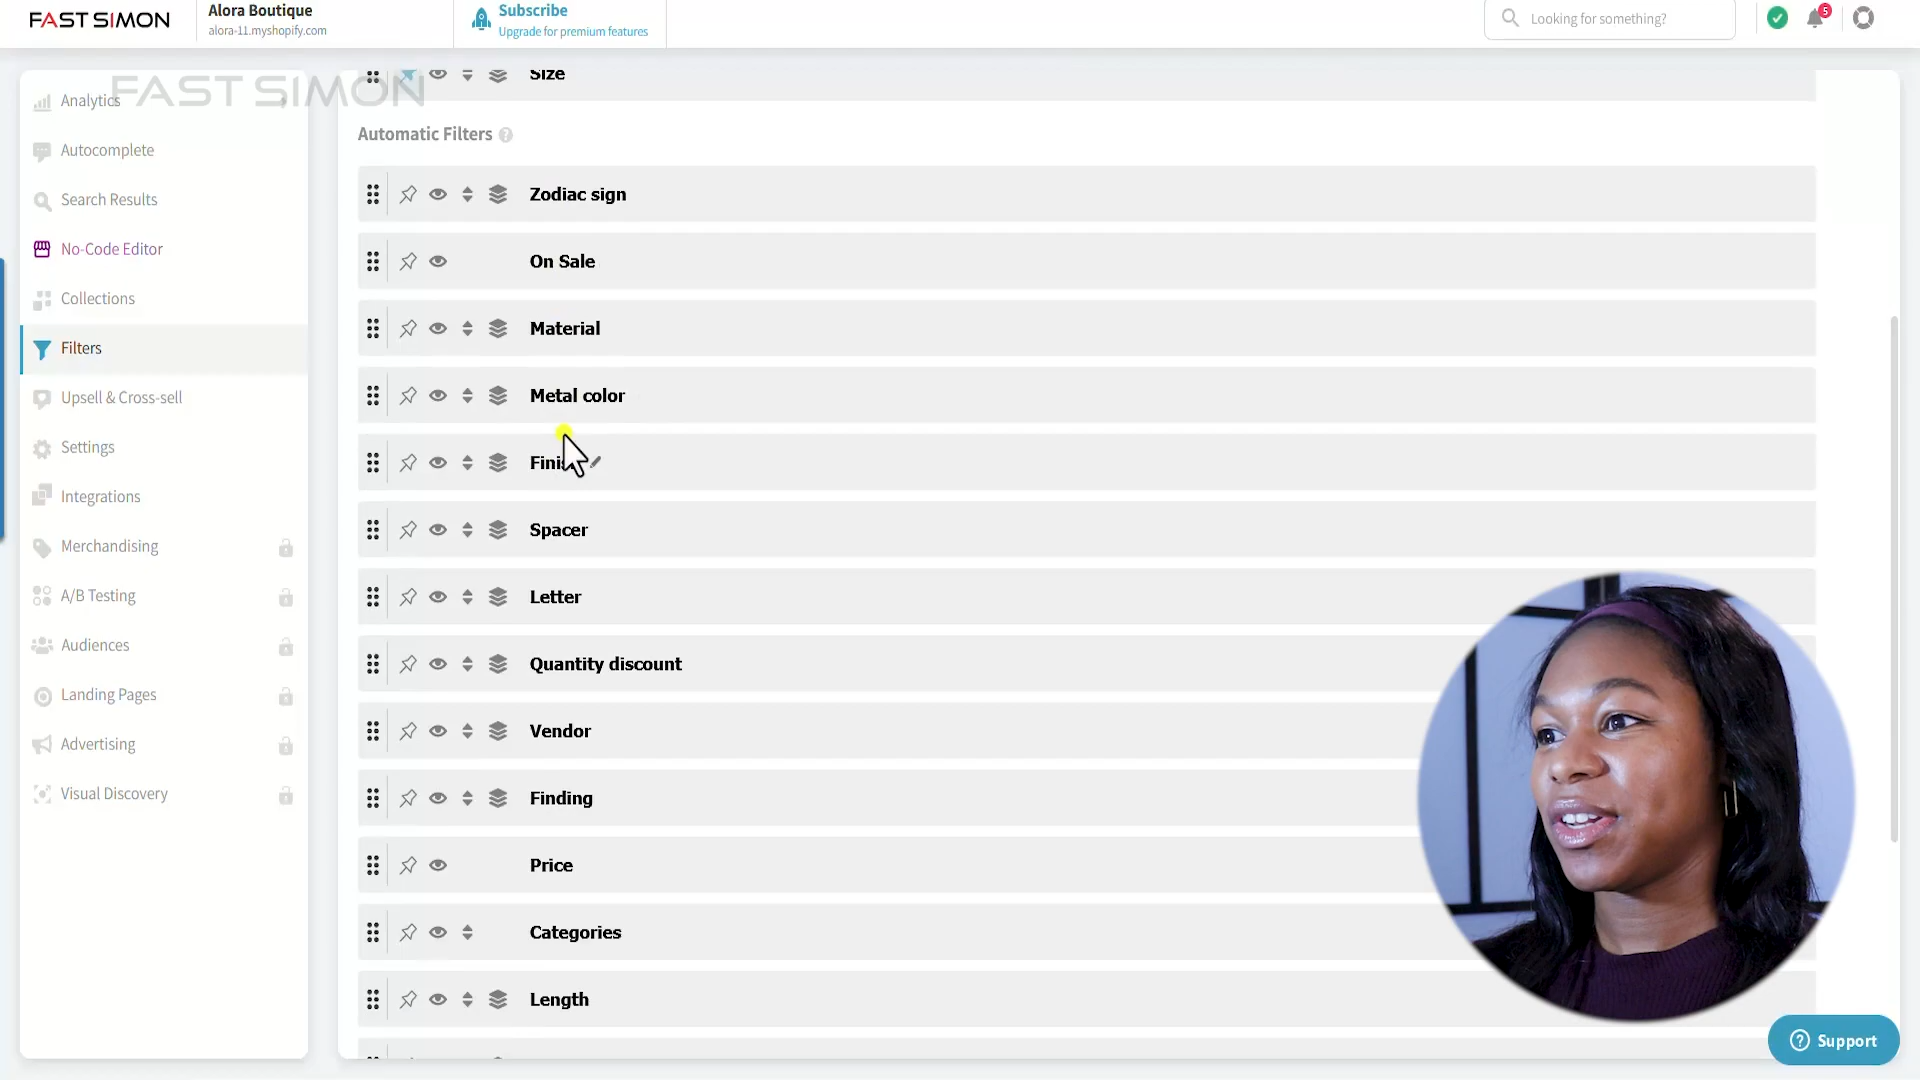 FAST SIMON
Alora Boutique
alora-11.myshopify.com
Subscribe
Upgrade for premium features
Looking for something?
5
FAST SIMON
Analytics
Autocomplete
Search Results
No-Code Editor
Collections
Filters
Upsell & Cross-sell
Settings
Integrations
Merchandising
A/B Testing
Audiences
Landing Pages
Advertising
Visual Discovery
Size
Automatic Filters
Zodiac sign
On Sale
Material
Metal color
Spacer
Letter
Quantity discount
Vendor
Finding
Price
Categories
Length
Support